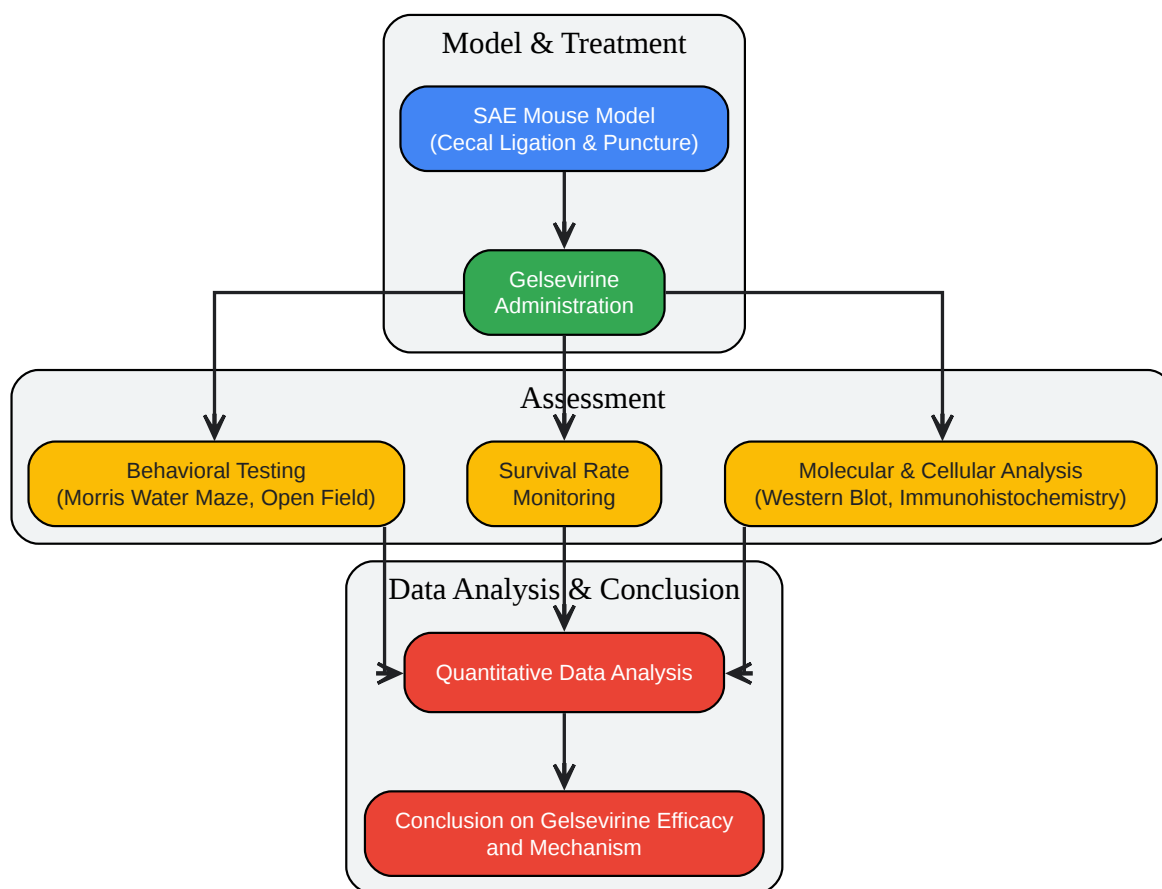 Model & Treatment
SAE Mouse Model
(Cecal Ligation & Puncture)
Gelsevirine
Administration
Assessment
Behavioral Testing
(Morris Water Maze, Open Field)
Survival Rate
Monitoring
Molecular & Cellular Analysis
(Western Blot, Immunohistochemistry)
Data Analysis & Conclusion
Quantitative Data Analysis
Conclusion on Gelsevirine Efficacy
and Mechanism